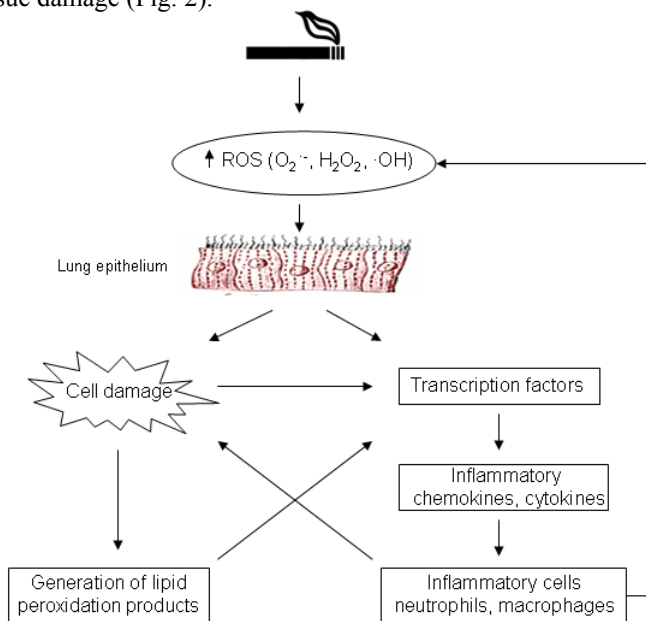 sue damage (Fig. 2).
↑ ROS (O₂˙⁻, H₂O₂, ·OH)
Lung epithelium
Cell damage
Transcription factors
Inflammatory
chemokines, cytokines
Generation of lipid
peroxidation products
Inflammatory cells
neutrophils, macrophages